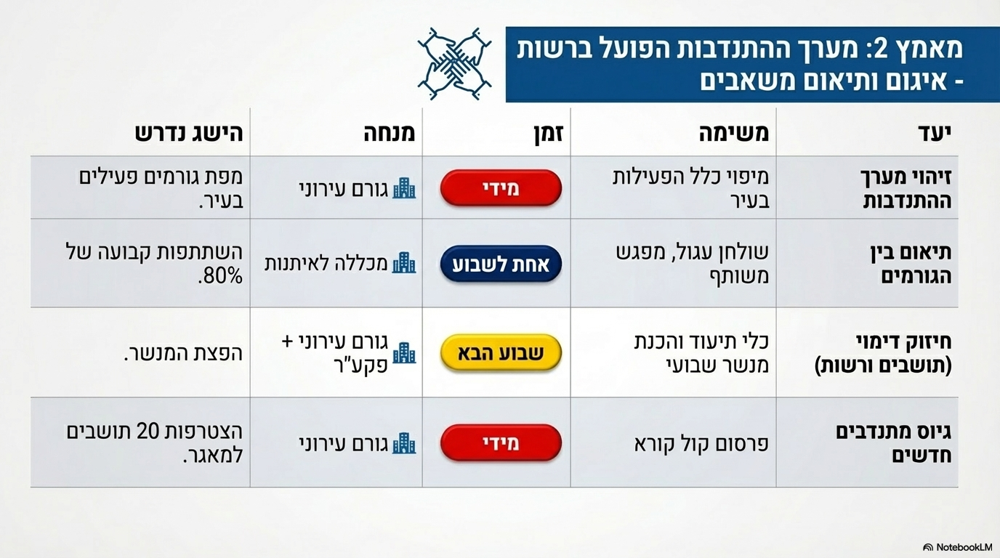 מאמץ 2: מערך ההתנדבות הפועל ברשות
- איגום ותיאום משאבים
יעד
משימה
זמן
מנחה
הישג נדרש
זיהוי מערך
ההתנדבות
מיפוי כלל הפעילות
בעיר
מידי
גורם עירוני
מפת גורמים פעילים
בעיר.
תיאום בין
הגורמים
שולחן עגול, מפגש
משותף
אחת לשבוע
מכללה לאיתנות
השתתפות קבועה של
80%.
חיזוק דימוי
(תושבים ורשות)
כלי תיעוד והכנת
מנשר שבועי
שבוע הבא
גורם עירוני +
פקע"ר
הפצת המנשר.
גיוס מתנדבים
חדשים
פרסום קול קורא
מידי
גורם עירוני
הצטרפות 20 תושבים
למאגר.
NotebookLM